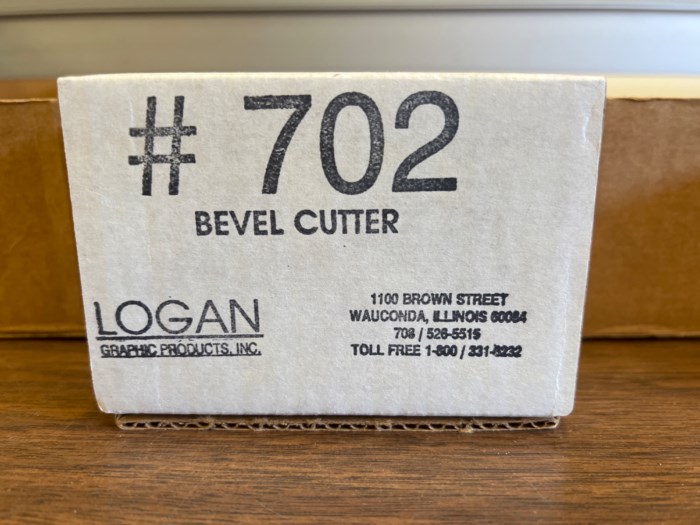 # 702
BEVEL CUTTER
LOGAN
GRAPHIC PRODUCTS, INC.
1100 BROWN STREET
WAUCONDA, ILLINOIS 60084
708 / 526-5515
TOLL FREE 1-800 / 331-6232